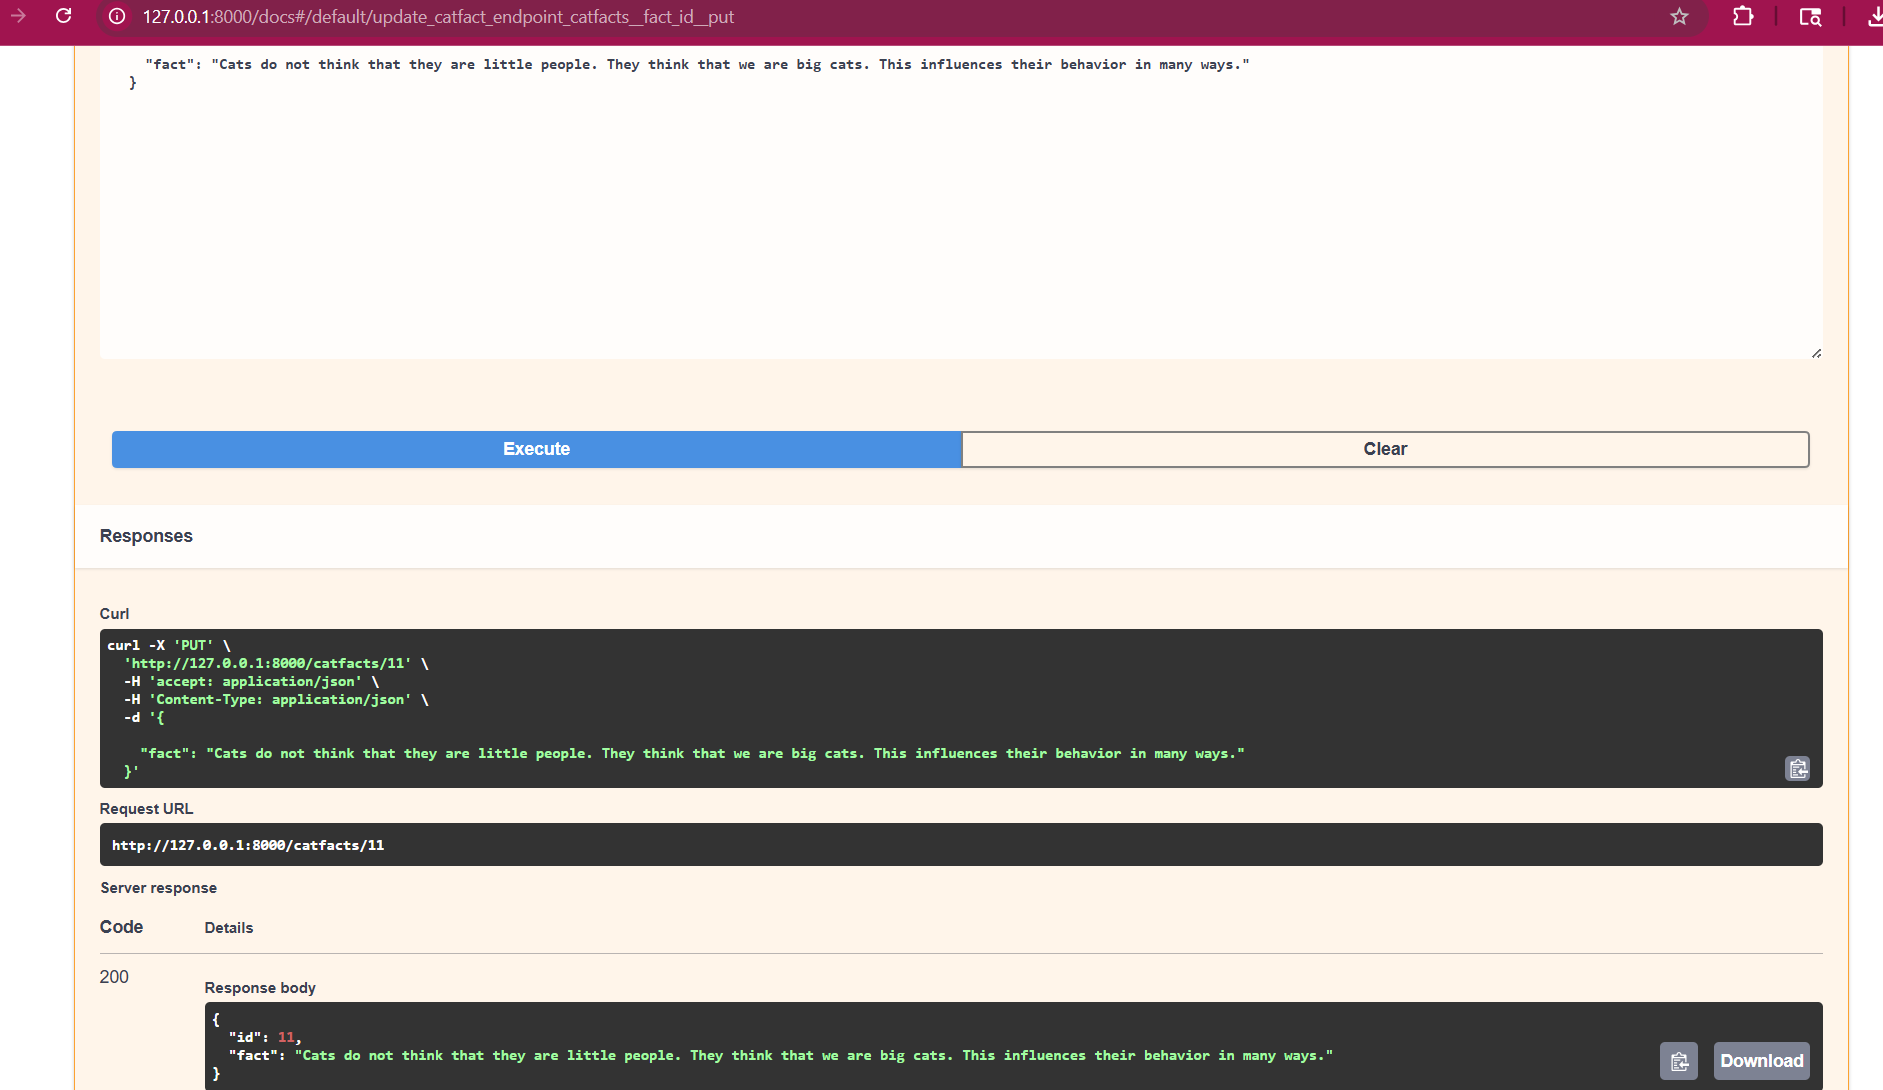 127.0.0.1:8000/docs#/default/update_catfact_endpoint_catfacts__fact_id__put
"fact": "Cats do not think that they are little people. They think that we are big cats. This influences their behavior in many ways."
}
Execute
Clear
Responses
Curl
curl -X 'PUT' \
'http://127.0.0.1:8000/catfacts/11' \
-H 'accept: application/json' \
-H 'Content-Type: application/json' \
-d '{
"fact": "Cats do not think that they are little people. They think that we are big cats. This influences their behavior in many ways."
}'
Request URL
http://127.0.0.1:8000/catfacts/11
Server response
Code
Details
200
Response body
{
"id": 11,
"fact": "Cats do not think that they are little people. They think that we are big cats. This influences their behavior in many ways."
}
Download